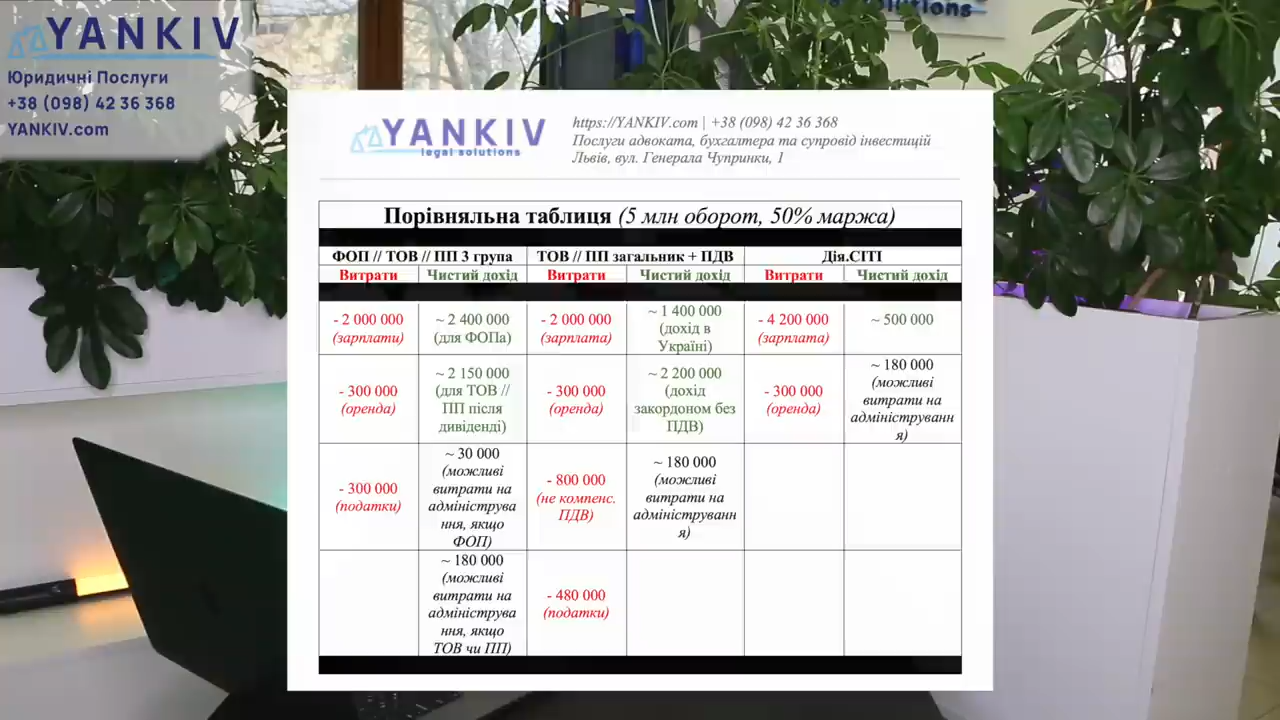 YANKIV
Юридичні Послуги
+38 (098) 42 36 368
YANKIV.com
solutions
YANKIV
legal solutions
https://YANKIV.com | +38 (098) 42 36 368
Послуги адвоката, бухгалтера та супровід інвестицій
Львів, вул. Генерала Чупринки, 1
Порівняльна таблиця (5 млн оборот, 50% маржа)
ФОП // ТОВ // ПП 3 група
ТОВ // ПП загальник + ПДВ
Дія.СІТІ
Витрати
Чистий дохід
Витрати
Чистий дохід
Витрати
Чистий дохід
- 2 000 000
(зарплати)
~ 2 400 000
(для ФОПа)
- 2 000 000
(зарплата)
~ 1 400 000
(дохід в
Україні)
- 4 200 000
(зарплата)
~ 500 000
- 300 000
(оренда)
~ 2 150 000
(для ТОВ //
ПП після
дивіденді)
- 300 000
(оренда)
~ 2 200 000
(дохід
закордоном без
ПДВ)
- 300 000
(оренда)
~ 180 000
(можливі
витрати на
адмініструванн
я)
- 300 000
(податки)
~ 30 000
(можливі
витрати на
адмініструва
ння, якщо
ФОП)
- 800 000
(не компенс.
ПДВ)
~ 180 000
(можливі
витрати на
адмініструванн
я)
~ 180 000
(можливі
витрати на
адмініструва
ння, якщо
ТОВ чи ПП)
- 480 000
(податки)